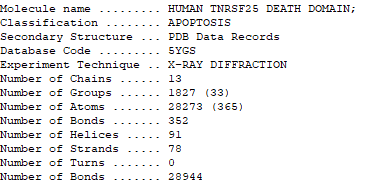 Molecule name ......... HUMAN TNRSF25 DEATH DOMAIN;
Classification ........ APOPTOSIS
Secondary Structure ... PDB Data Records
Database Code ......... 5YGS
Experiment Technique .. X-RAY DIFFRACTION
Number of Chains ...... 13
Number of Groups ...... 1827 (33)
Number of Atoms ....... 28273 (365)
Number of Bonds ....... 352
Number of Helices ..... 91
Number of Strands ..... 78
Number of Turns ....... 0
Number of Bonds ....... 28944